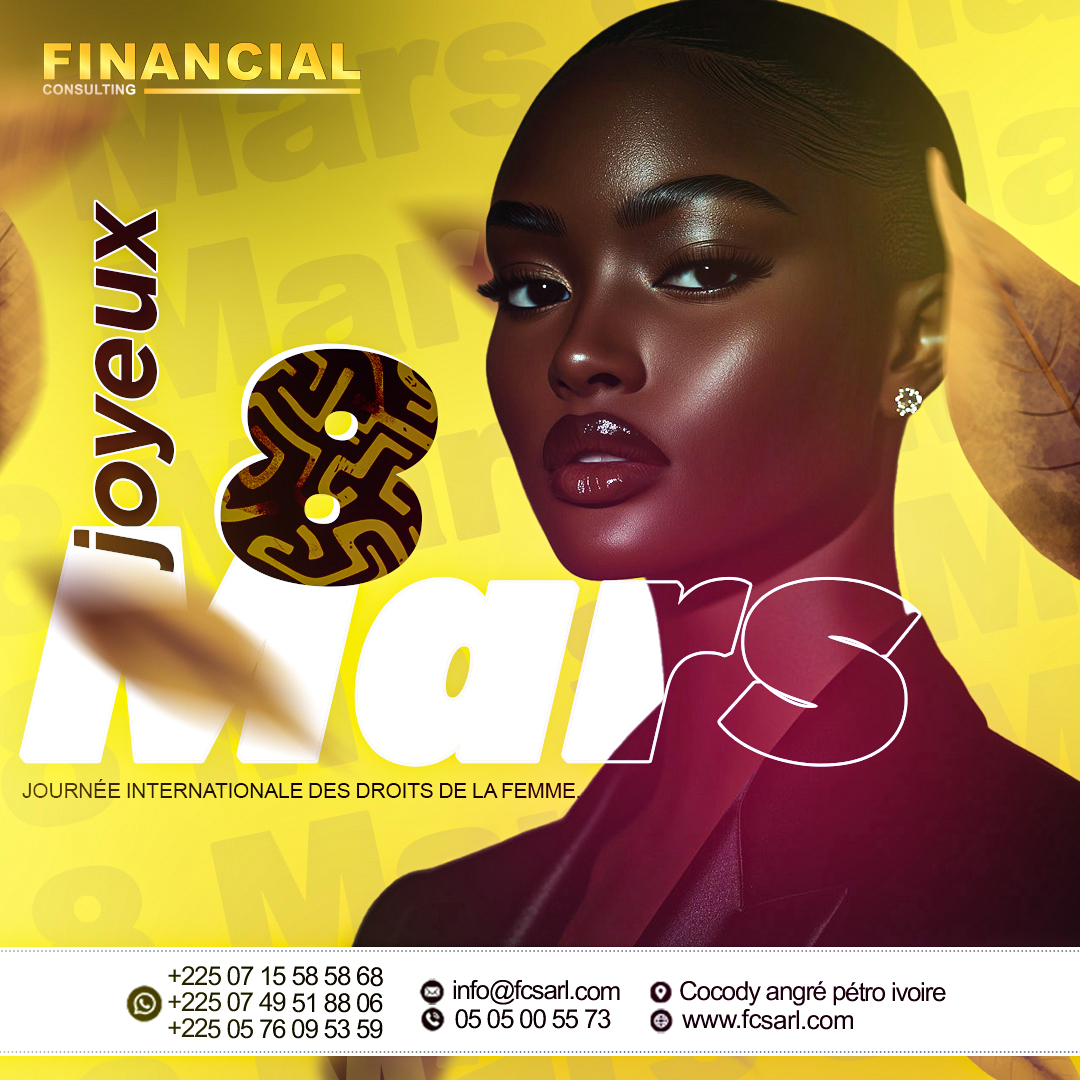 FINANCIAL
CONSULTING
joyeux
8
Mars
JOURNÉE INTERNATIONALE DES DROITS DE LA FEMME.
+225 07 15 58 58 68
+225 07 49 51 88 06
+225 05 76 09 53 59
info@fcsarl.com
05 05 00 55 73
Cocody angré pétro ivoire
www.fcsarl.com